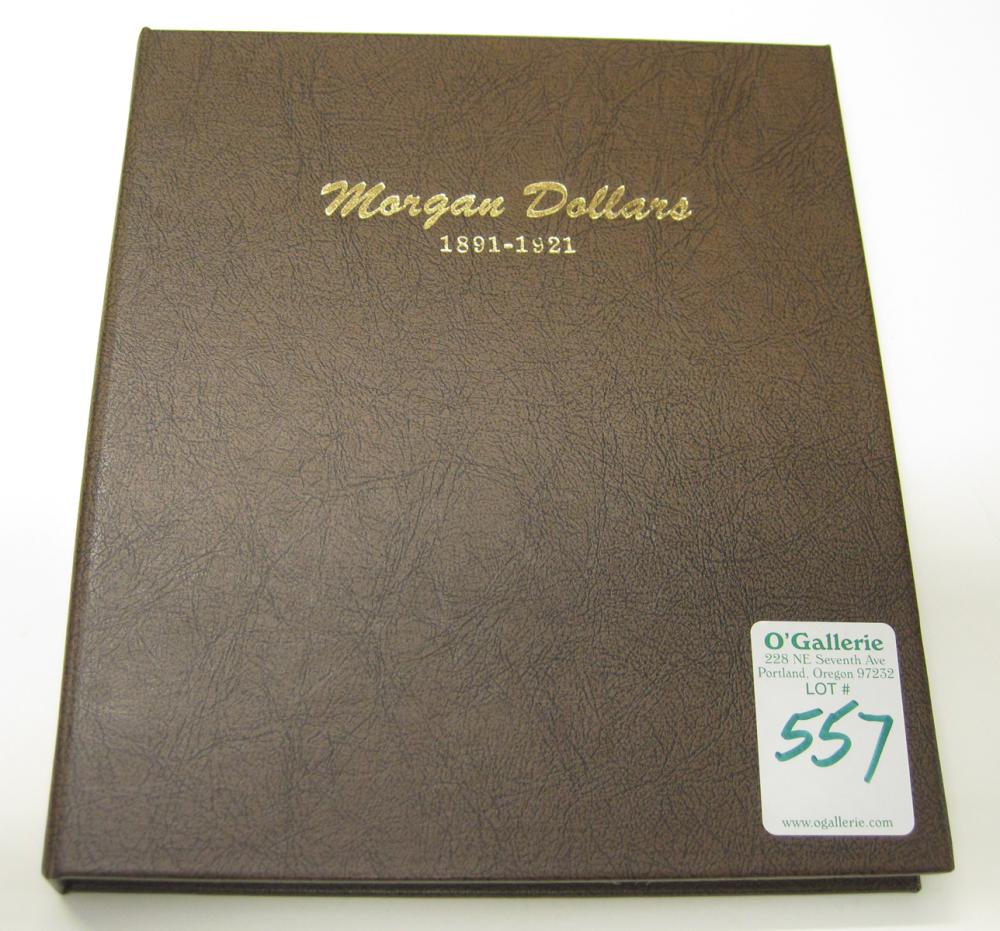 Morgan Dollars
1891-1921
O'Gallerie
228 NE Seventh Ave
Portland, Oregon 97232
LOT #
557
www.ogallerie.com